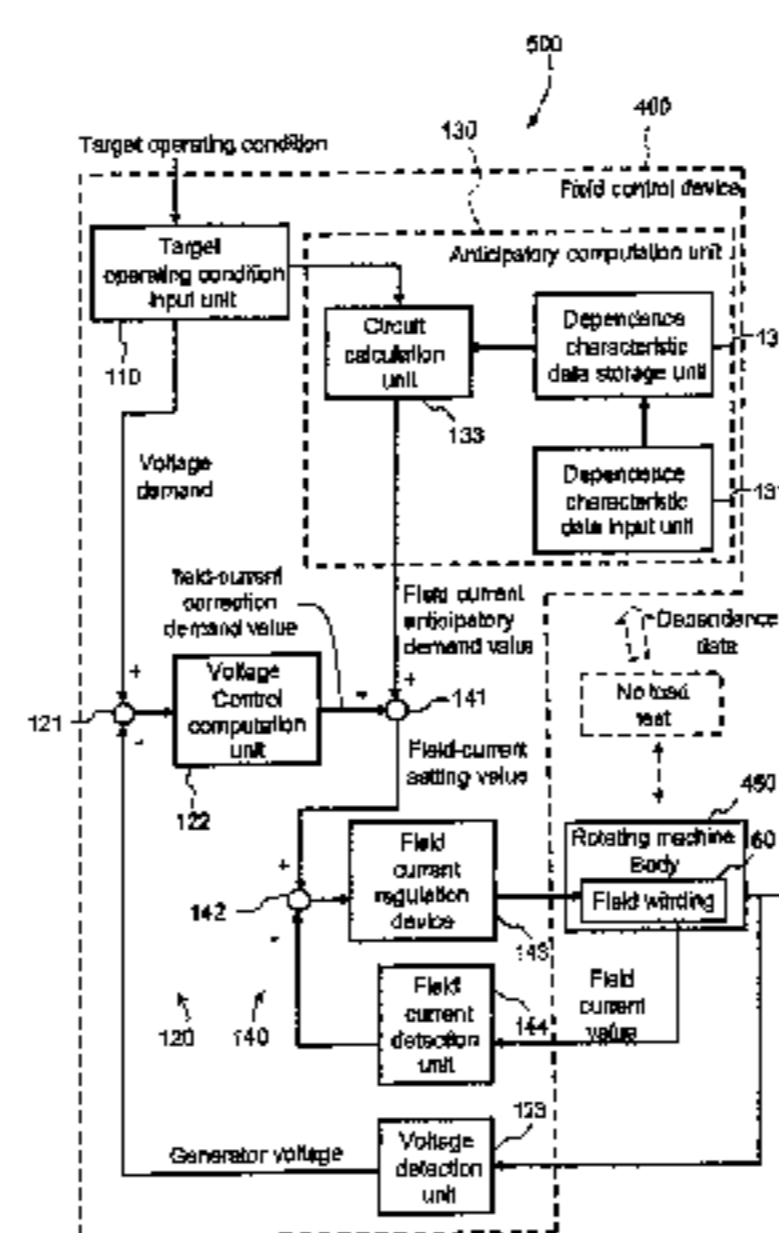 500
400
130
Target operating condition
Field control device
Target
operating condition
input unit
110
Anticipatory computation unit
Circuit
calculation
unit
133
Dependence
characteristic
data storage unit
13
Dependence
characteristic
data input unit
131
Voltage
demand
field-current
correction
demand value
Field current
anticipatory
demand value
Dependence
data
No load
test
+
121
-
Voltage
Control
computation
unit
122
+
141
Field-current
setting value
450
Rotating machine
Body
60
Field winding
+
142
-
Field
current
regulation
device
143
120
140
Field
current
detection
unit
144
Field
current
value
123
Generator voltage
Voltage
detection
unit